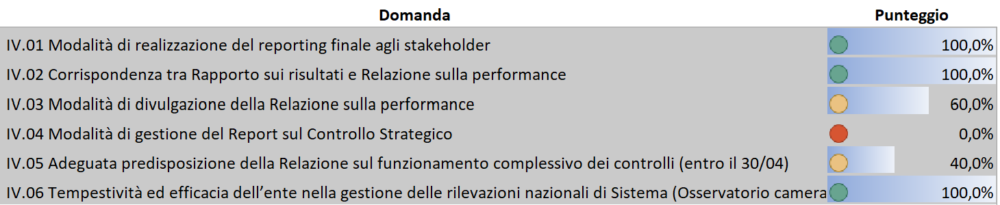 Domanda Punteggio
IV.01 Modalità di realizzazione del reporting finale agli stakeholder 100,0%
IV.02 Corrispondenza tra Rapporto sui risultati e Relazione sulla performance 100,0%
IV.03 Modalità di divulgazione della Relazione sulla performance 60,0%
IV.04 Modalità di gestione del Report sul Controllo Strategico 0,0%
IV.05 Adeguata predisposizione della Relazione sul funzionamento complessivo dei controlli (entro il 30/04) 40,0%
IV.06 Tempestività ed efficacia dell’ente nella gestione delle rilevazioni nazionali di Sistema (Osservatorio camera 100,0%